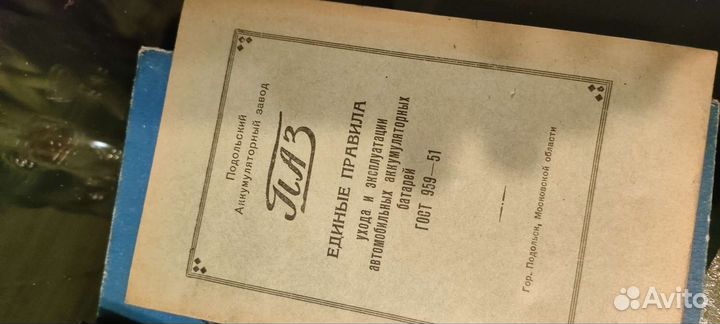 Подольский
Аккумуляторный завод
ПАЗ
ЕДИНЫЕ ПРАВИЛА
ухода и эксплуатации
автомобильных аккумуляторных
батарей
ГОСТ 959—51
Гор. Подольск, Московской области
Avito